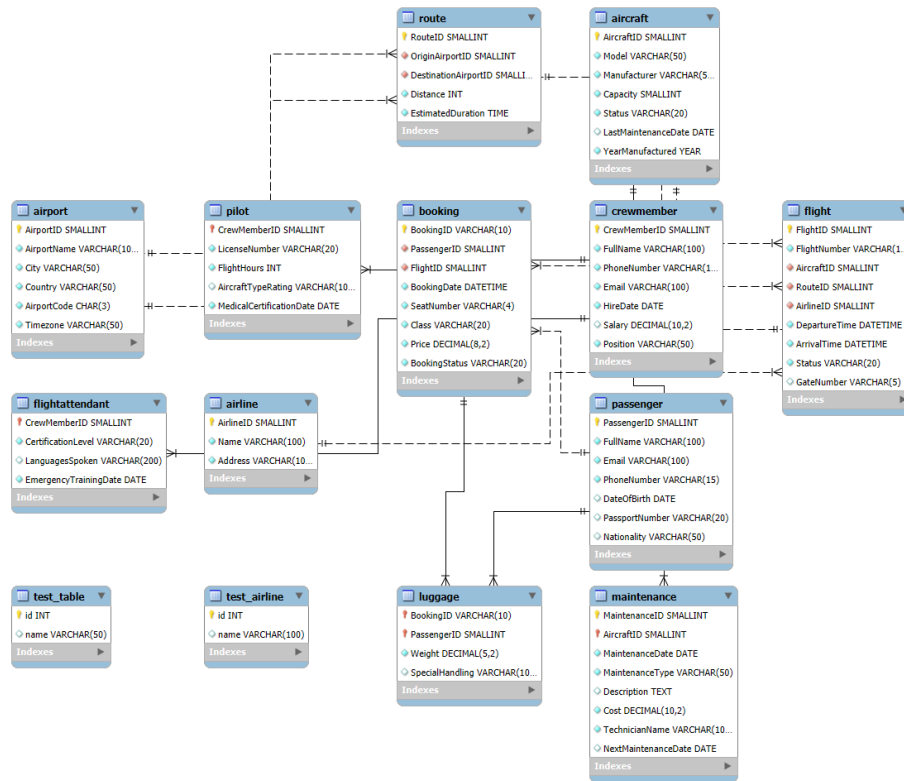 route
RouteID SMALLINT
OriginAirportID SMALLINT
DestinationAirportID SMALLI...
Distance INT
EstimatedDuration TIME
Indexes
aircraft
AircraftID SMALLINT
Model VARCHAR(50)
Manufacturer VARCHAR(5...
Capacity SMALLINT
Status VARCHAR(20)
LastMaintenanceDate DATE
YearManufactured YEAR
Indexes
airport
AirportID SMALLINT
AirportName VARCHAR(10...
City VARCHAR(50)
Country VARCHAR(50)
AirportCode CHAR(3)
Timezone VARCHAR(50)
Indexes
pilot
CrewMemberID SMALLINT
LicenseNumber VARCHAR(20)
FlightHours INT
AircraftTypeRating VARCHAR(10...
MedicalCertificationDate DATE
Indexes
booking
BookingID VARCHAR(10)
PassengerID SMALLINT
FlightID SMALLINT
BookingDate DATETIME
SeatNumber VARCHAR(4)
Class VARCHAR(20)
Price DECIMAL(8,2)
BookingStatus VARCHAR(20)
Indexes
crewmember
CrewMemberID SMALLINT
FullName VARCHAR(100)
PhoneNumber VARCHAR(1...
Email VARCHAR(100)
HireDate DATE
Salary DECIMAL(10,2)
Position VARCHAR(50)
Indexes
flight
FlightID SMALLINT
FlightNumber VARCHAR(1...
AircraftID SMALLINT
RouteID SMALLINT
AirlineID SMALLINT
DepartureTime DATETIME
ArrivalTime DATETIME
Status VARCHAR(20)
GateNumber VARCHAR(5)
Indexes
flightattendant
CrewMemberID SMALLINT
CertificationLevel VARCHAR(20)
LanguagesSpoken VARCHAR(200)
EmergencyTrainingDate DATE
Indexes
airline
AirlineID SMALLINT
Name VARCHAR(100)
Address VARCHAR(10...
Indexes
passenger
PassengerID SMALLINT
FullName VARCHAR(100)
Email VARCHAR(100)
PhoneNumber VARCHAR(15)
DateOfBirth DATE
PassportNumber VARCHAR(20)
Nationality VARCHAR(50)
Indexes
test_table
id INT
name VARCHAR(50)
Indexes
test_airline
id INT
name VARCHAR(100)
Indexes
luggage
BookingID VARCHAR(10)
PassengerID SMALLINT
Weight DECIMAL(5,2)
SpecialHandling VARCHAR(10...
Indexes
maintenance
MaintenanceID SMALLINT
AircraftID SMALLINT
MaintenanceDate DATE
MaintenanceType VARCHAR(50)
Description TEXT
Cost DECIMAL(10,2)
TechnicianName VARCHAR(10...
NextMaintenanceDate DATE
Indexes